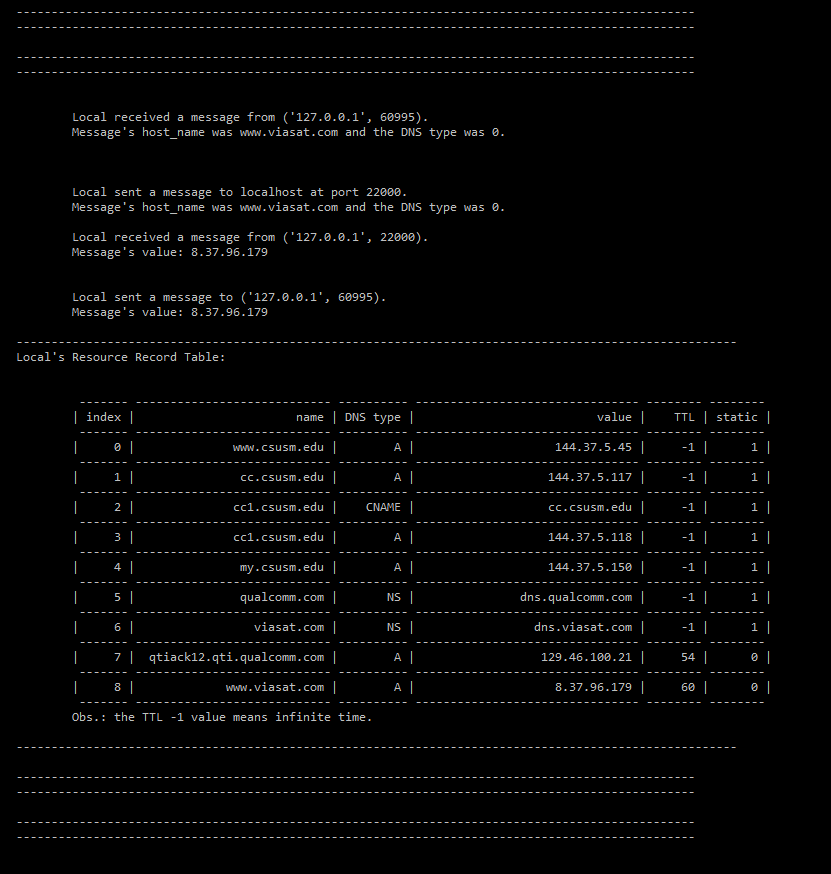 Local received a message from ('127.0.0.1', 60995).
Message's host_name was www.viasat.com and the DNS type was 0.
Local sent a message to localhost at port 22000.
Message's host_name was www.viasat.com and the DNS type was 0.
Local received a message from ('127.0.0.1', 22000).
Message's value: 8.37.96.179
Local sent a message to ('127.0.0.1', 60995).
Message's value: 8.37.96.179
Local's Resource Record Table:
| index | name | DNS type | value | TTL | static |
| 0 | www.csusm.edu | A | 144.37.5.45 | -1 | 1 |
| 1 | cc.csusm.edu | A | 144.37.5.117 | -1 | 1 |
| 2 | cc1.csusm.edu | CNAME | cc.csusm.edu | -1 | 1 |
| 3 | cc1.csusm.edu | A | 144.37.5.118 | -1 | 1 |
| 4 | my.csusm.edu | A | 144.37.5.150 | -1 | 1 |
| 5 | qualcomm.com | NS | dns.qualcomm.com | -1 | 1 |
| 6 | viasat.com | NS | dns.viasat.com | -1 | 1 |
| 7 | qtiack12.qti.qualcomm.com | A | 129.46.100.21 | 54 | 0 |
| 8 | www.viasat.com | A | 8.37.96.179 | 60 | 0 |
Obs.: the TTL -1 value means infinite time.